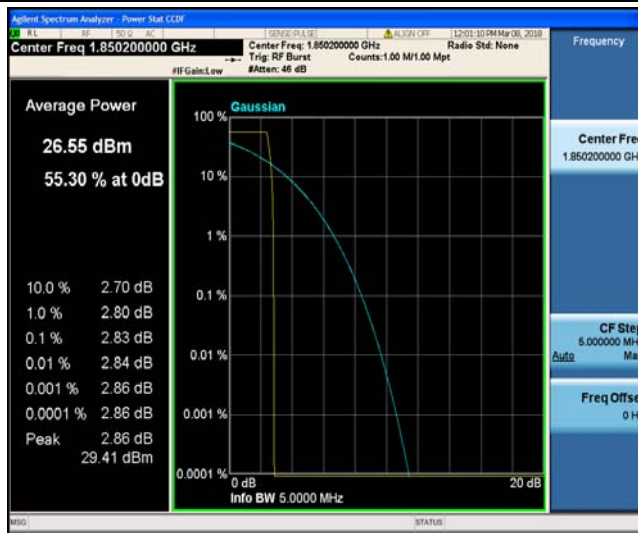 Agilent Spectrum Analyzer - Power Stat CCDF
RL RF 50 Ω AC SENSE:PULSE ALIGN OFF 12:01:10 PM Mar 08, 2018
Center Freq 1.850200000 GHz
Center Freq: 1.850200000 GHz Radio Std: None
Trig: RF Burst Counts:1.00 M/1.00 Mpt
#IFGain:Low #Atten: 46 dB
Frequency
Average Power
26.55 dBm
55.30 % at 0dB
10.0 % 2.70 dB
1.0 % 2.80 dB
0.1 % 2.83 dB
0.01 % 2.84 dB
0.001 % 2.86 dB
0.0001 % 2.86 dB
Peak 2.86 dB
29.41 dBm
Gaussian
100 %
10 %
1 %
0.1 %
0.01 %
0.001 %
0.0001 %
0 dB 20 dB
Info BW 5.0000 MHz
Center Fre
1.850200000 GH
CF Ste
5.000000 MH
Auto Ma
Freq Offse
0 H
MSG STATUS